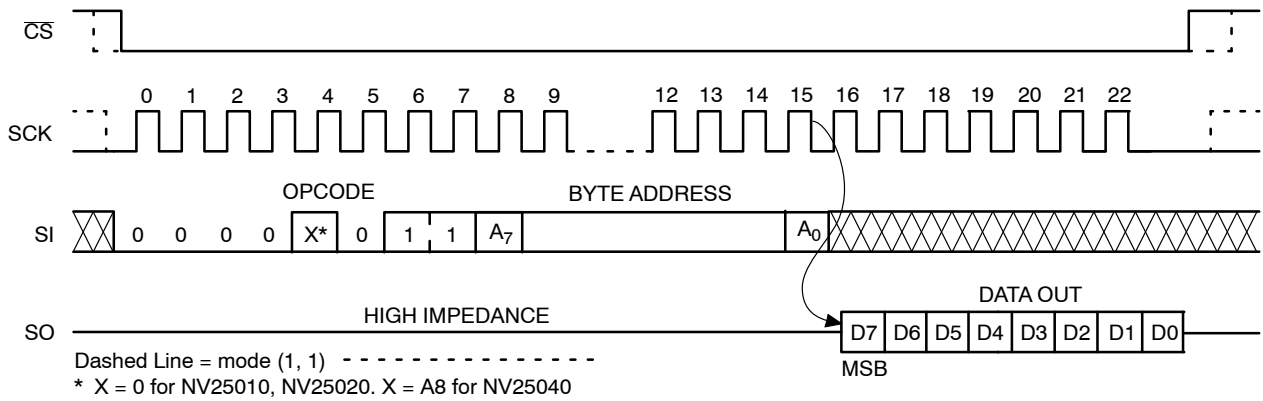 CS
0 1 2 3 4 5 6 7 8 9 12 13 14 15 16 17 18 19 20 21 22
SCK
OPCODE BYTE ADDRESS
SI 0 0 0 0 X* 0 1 1 A7 A0
DATA OUT
HIGH IMPEDANCE
SO D7 D6 D5 D4 D3 D2 D1 D0
Dashed Line = mode (1, 1)
MSB
* X = 0 for NV25010, NV25020. X = A8 for NV25040